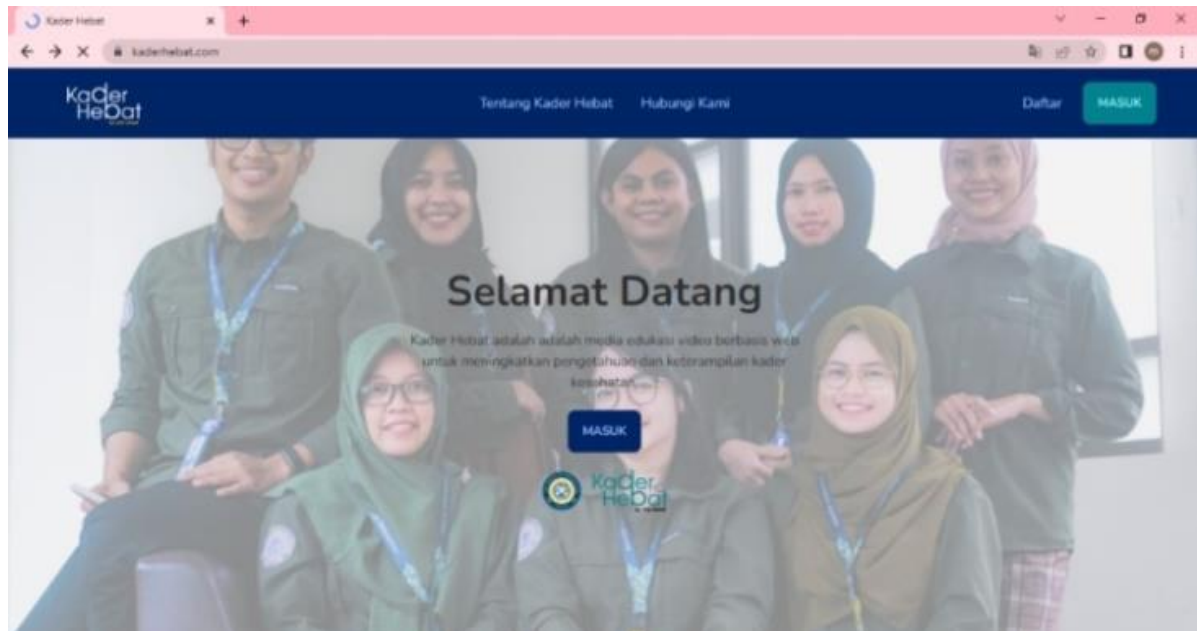 Kader Hebat
kaderhebat.com
Kader
Hebat
Tentang Kader Hebat
Hubungi Kami
Daftar
MASUK
Selamat Datang
Kader Hebat adalah adalah media edukasi video berbasis web
untuk meningkatkan pengetahuan dan keterampilan kader
kesehatan.
MASUK
Kader
Hebat